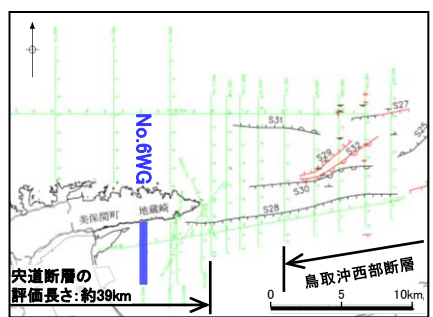 No.6WG
S31
S27
S29
S32
S25
S30
S28
美保関町
地蔵崎
宍道断層の
評価長さ：約39km
鳥取沖西部断層
0 5 10km